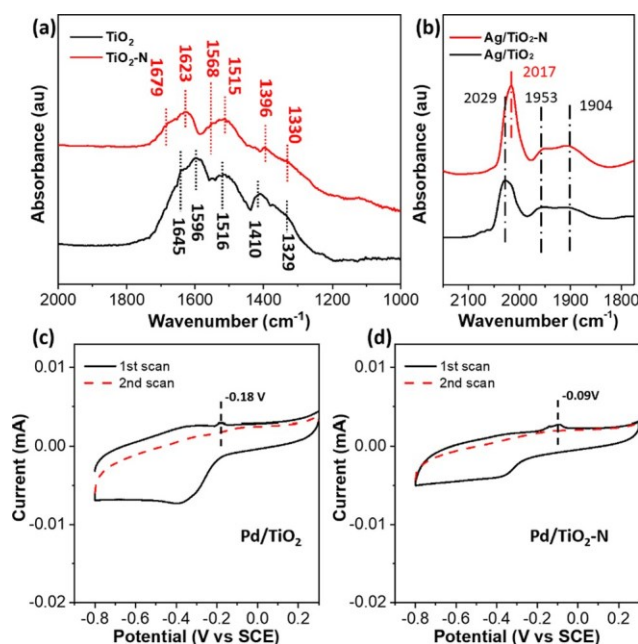 (a)
TiO₂
TiO₂-N
1679
1623
1568
1515
1396
1330
1645
1596
1516
1410
1329
Absorbance (au)
2000 1800 1600 1400 1200 1000
Wavenumber (cm⁻¹)
(b)
Ag/TiO₂-N
Ag/TiO₂
2017
2029 1953 1904
Absorbance (au)
2100 2000 1900 1800
Wavenumber (cm⁻¹)
(c)
1st scan
2nd scan
-0.18 V
Pd/TiO₂
Current (mA)
0.01
0.00
-0.01
-0.02
-0.8 -0.6 -0.4 -0.2 0.0 0.2
Potential (V vs SCE)
(d)
1st scan
2nd scan
-0.09V
Pd/TiO₂-N
Current (mA)
0.01
0.00
-0.01
-0.02
-0.8 -0.6 -0.4 -0.2 0.0 0.2
Potential (V vs SCE)